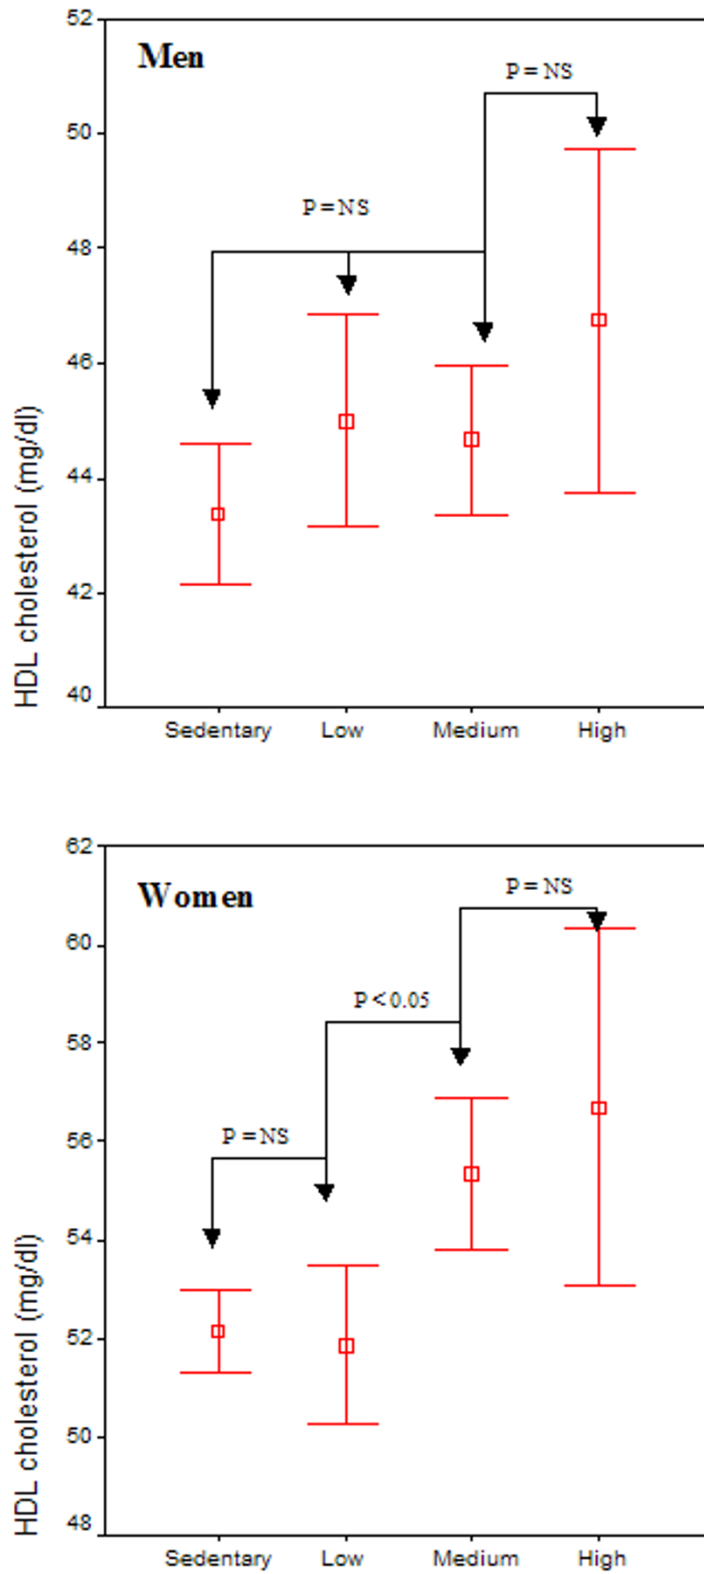 52
Men
P = NS
50
P = NS
48
46
44
42
40
HDL cholesterol (mg/dl)
Sedentary Low Medium High
62
Women
P = NS
60
P < 0.05
58
P = NS
56
54
52
50
48
HDL cholesterol (mg/dl)
Sedentary Low Medium High